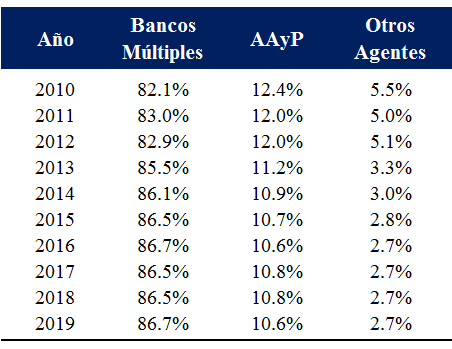 Año Bancos Múltiples AAyP Otros Agentes
2010 82.1% 12.4% 5.5%
2011 83.0% 12.0% 5.0%
2012 82.9% 12.0% 5.1%
2013 85.5% 11.2% 3.3%
2014 86.1% 10.9% 3.0%
2015 86.5% 10.7% 2.8%
2016 86.7% 10.6% 2.7%
2017 86.5% 10.8% 2.7%
2018 86.5% 10.8% 2.7%
2019 86.7% 10.6% 2.7%